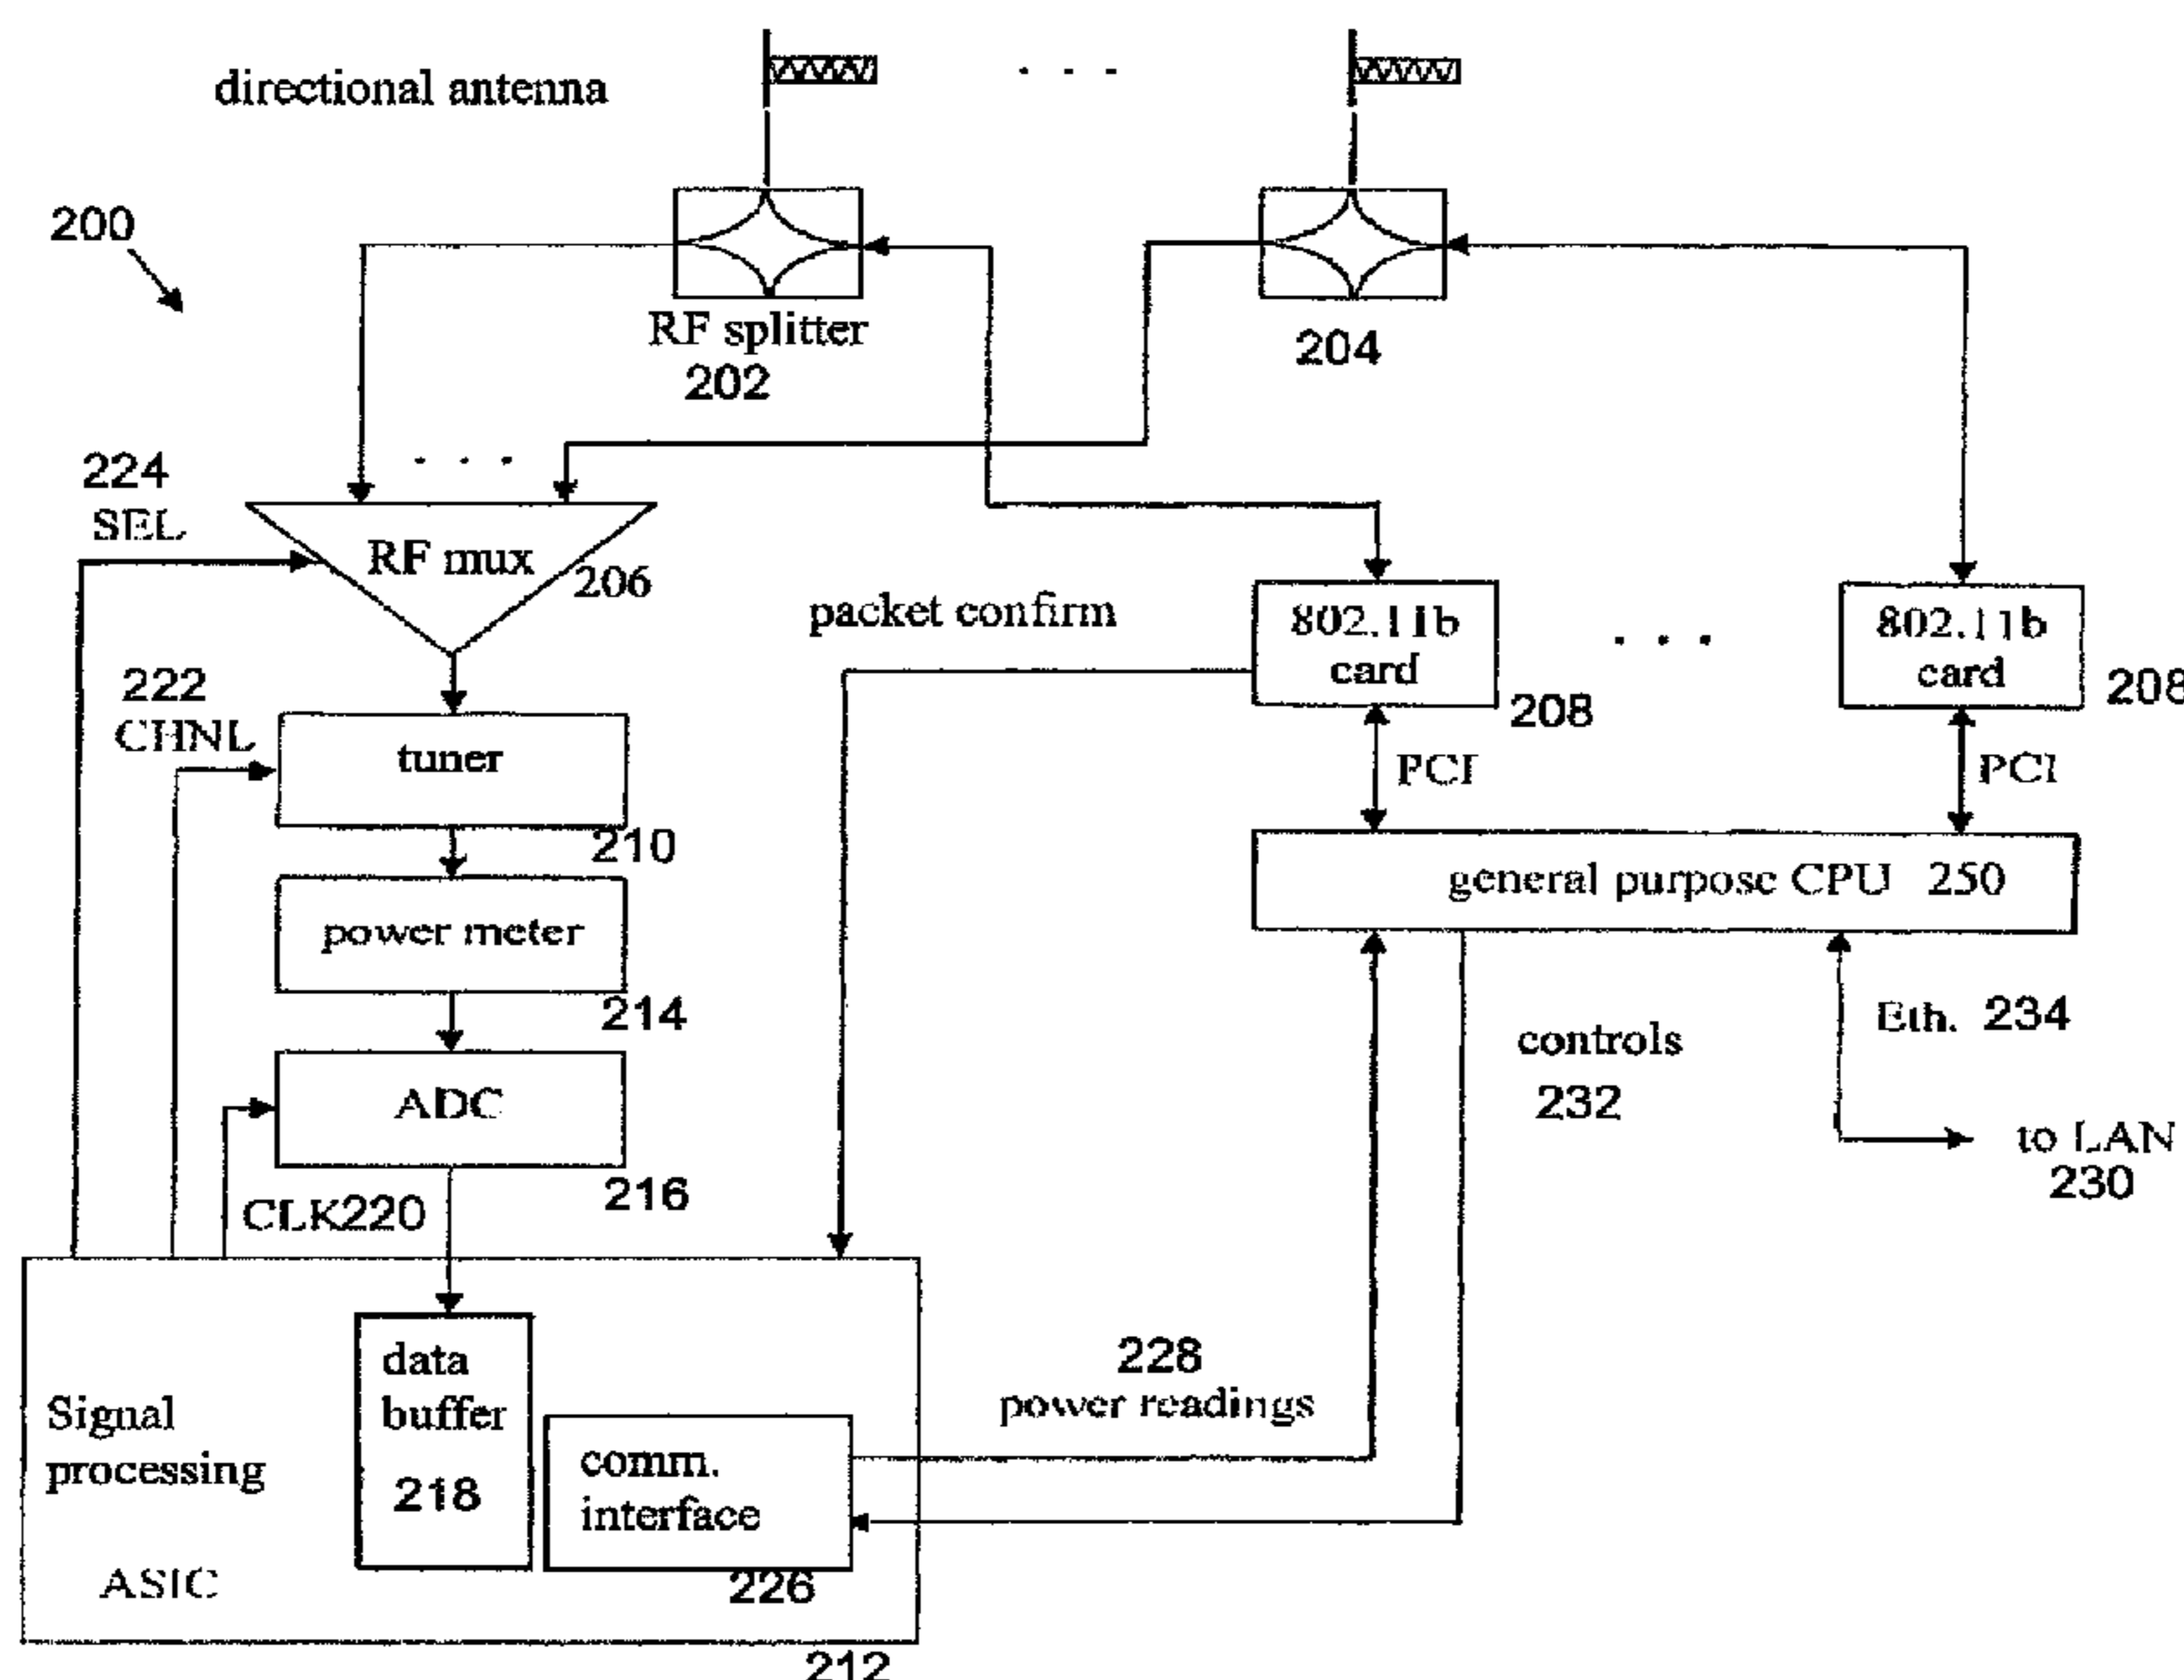 directional antenna
. . .
200
RF splitter
202
204
224
SEL
. . .
RF mux
206
packet confirm
802.11b
card
208
. . .
802.11b
card
208
222
CHNL
tuner
210
PCI
PCI
general purpose CPU 250
power meter
214
controls
232
Eth. 234
to LAN
230
ADC
216
CLK220
data
buffer
218
Signal
processing
ASIC
comm.
interface
226
228
power readings
212